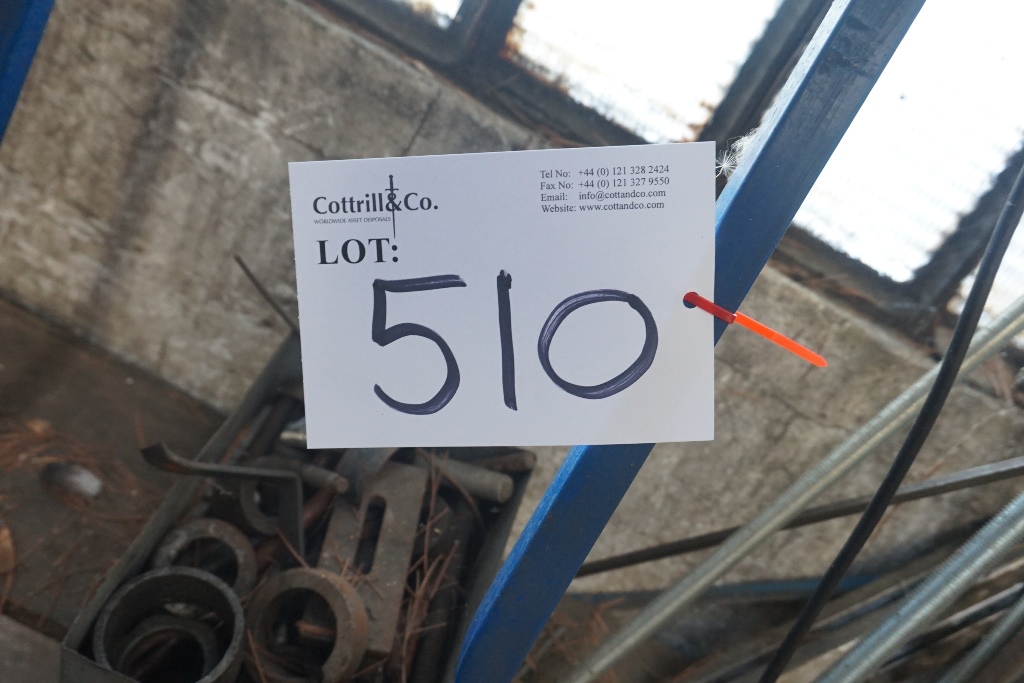 Cottrill&Co.
WORLDWIDE ASSET DISPOSALS
Tel No: +44 (0) 121 328 2424
Fax No: +44 (0) 121 327 9550
Email: info@cottandco.com
Website: www.cottandco.com
LOT:
510